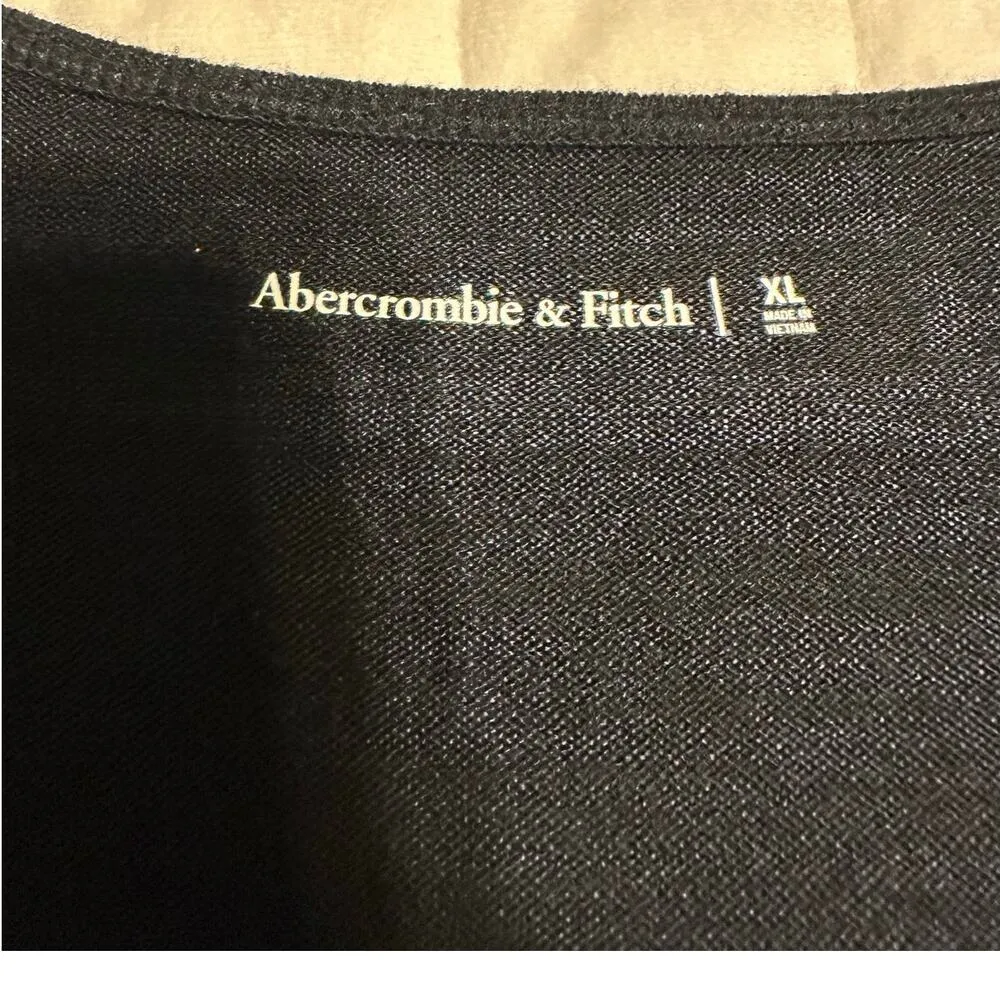 Abercrombie & Fitch | XL
MADE IN
VIETNAM